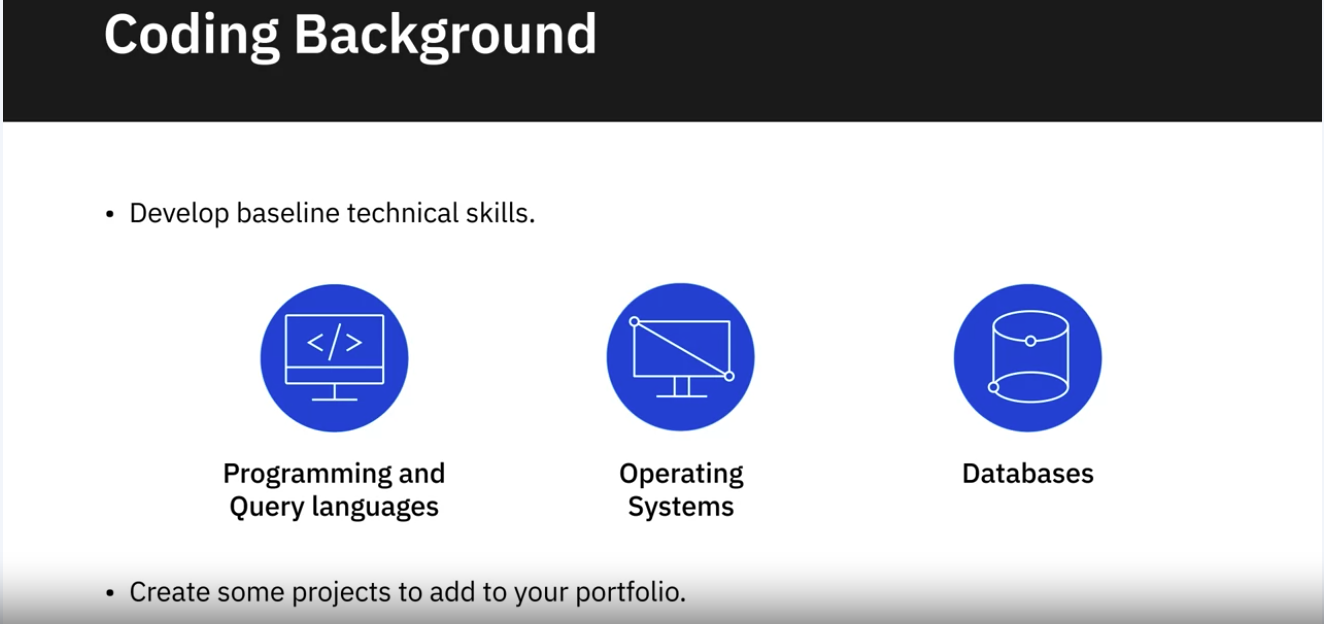 Coding Background
• Develop baseline technical skills.
</>
Programming and
Query languages
Operating
Systems
Databases
• Create some projects to add to your portfolio.